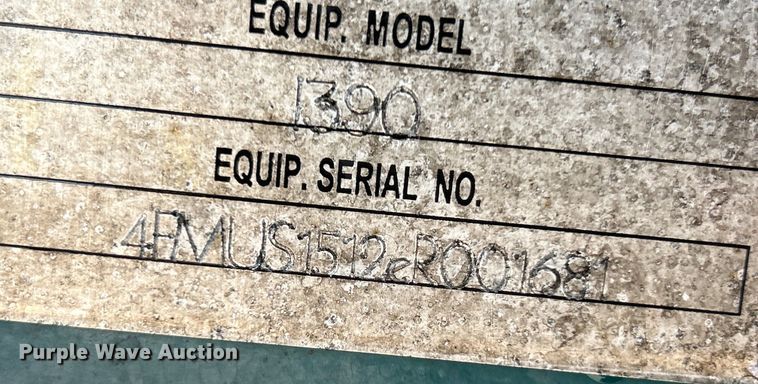 EQUIP. MODEL
1390
EQUIP. SERIAL NO.
4FMUS1512eR001681
Purple Wave Auction